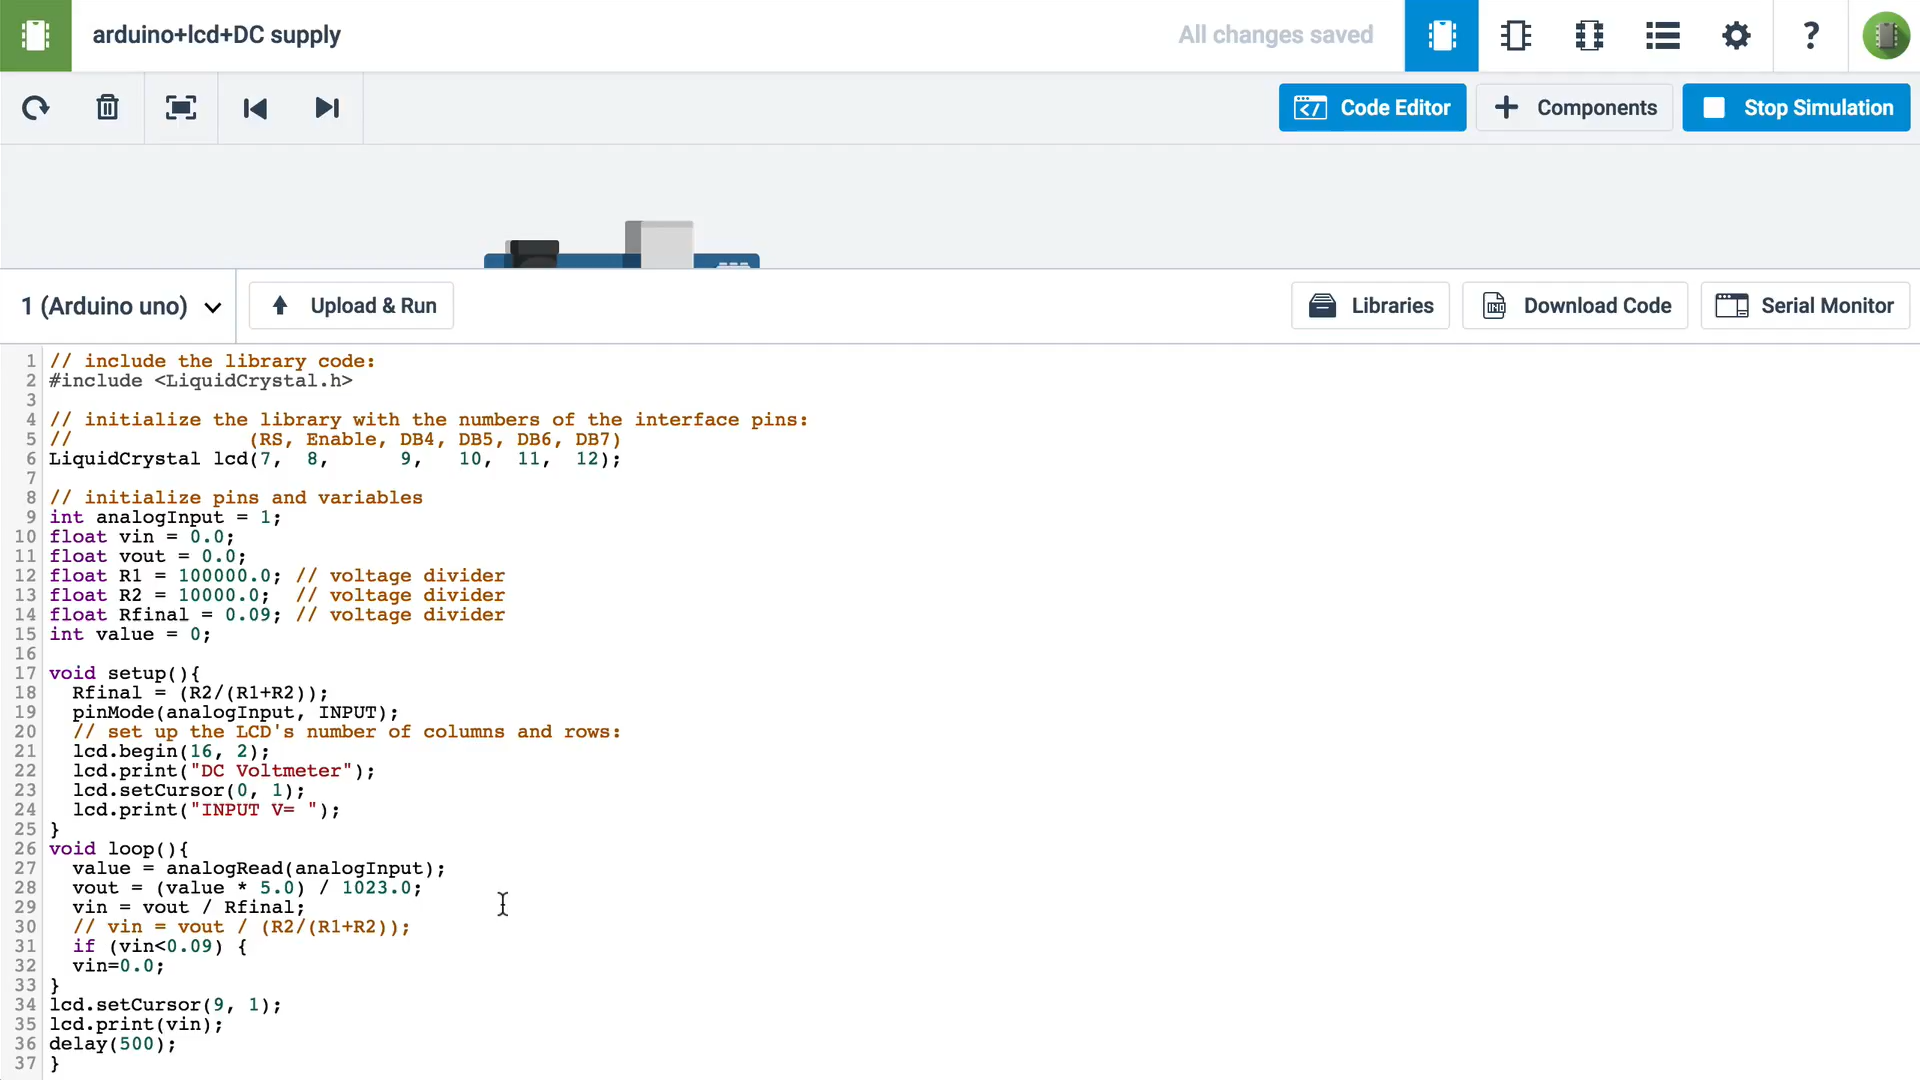 arduino+lcd+DC supply
All changes saved
?
Code Editor
Components
Stop Simulation
1 (Arduino uno)
Upload & Run
Libraries
Download Code
Serial Monitor
1 // include the library code:
2 #include <LiquidCrystal.h>
3
4 // initialize the library with the numbers of the interface pins:
5 //               (RS, Enable, DB4, DB5, DB6, DB7)
6 LiquidCrystal lcd(7,  8,      9,   10,  11,  12);
7
8 // initialize pins and variables
9 int analogInput = 1;
10 float vin = 0.0;
11 float vout = 0.0;
12 float R1 = 100000.0; // voltage divider
13 float R2 = 10000.0;  // voltage divider
14 float Rfinal = 0.09; // voltage divider
15 int value = 0;
16
17 void setup(){
18   Rfinal = (R2/(R1+R2));
19   pinMode(analogInput, INPUT);
20   // set up the LCD's number of columns and rows:
21   lcd.begin(16, 2);
22   lcd.print("DC Voltmeter");
23   lcd.setCursor(0, 1);
24   lcd.print("INPUT V= ");
25 }
26 void loop(){
27   value = analogRead(analogInput);
28   vout = (value * 5.0) / 1023.0;
29   vin = vout / Rfinal;
30   // vin = vout / (R2/(R1+R2));
31   if (vin<0.09) {
32   vin=0.0;
33 }
34 lcd.setCursor(9, 1);
35 lcd.print(vin);
36 delay(500);
37 }